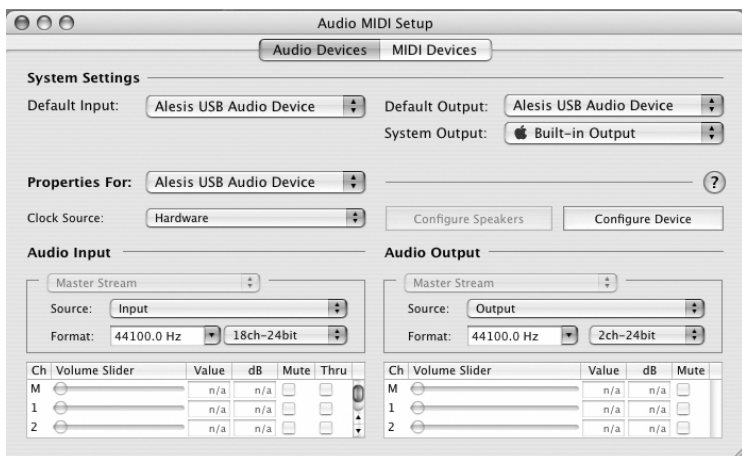 Audio MIDI Setup
Audio Devices MIDI Devices
System Settings
Default Input: Alesis USB Audio Device Default Output: Alesis USB Audio Device
System Output: Built-in Output
Properties For: Alesis USB Audio Device ?
Clock Source: Hardware Configure Speakers Configure Device
Audio Input Audio Output
Master Stream Master Stream
Source: Input Source: Output
Format: 44100.0 Hz 18ch-24bit Format: 44100.0 Hz 2ch-24bit
Ch Volume Slider Value dB Mute Thru Ch Volume Slider Value dB Mute
M n/a n/a M n/a n/a
1 n/a n/a 1 n/a n/a
2 n/a n/a 2 n/a n/a